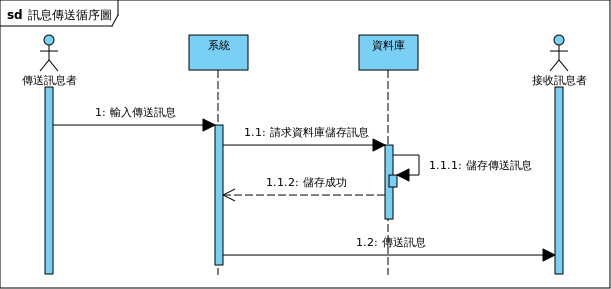 sd 訊息傳送循序圖
系統
資料庫
傳送訊息者
接收訊息者
1: 輸入傳送訊息
1.1: 請求資料庫儲存訊息
1.1.1: 儲存傳送訊息
1.1.2: 儲存成功
1.2: 傳送訊息